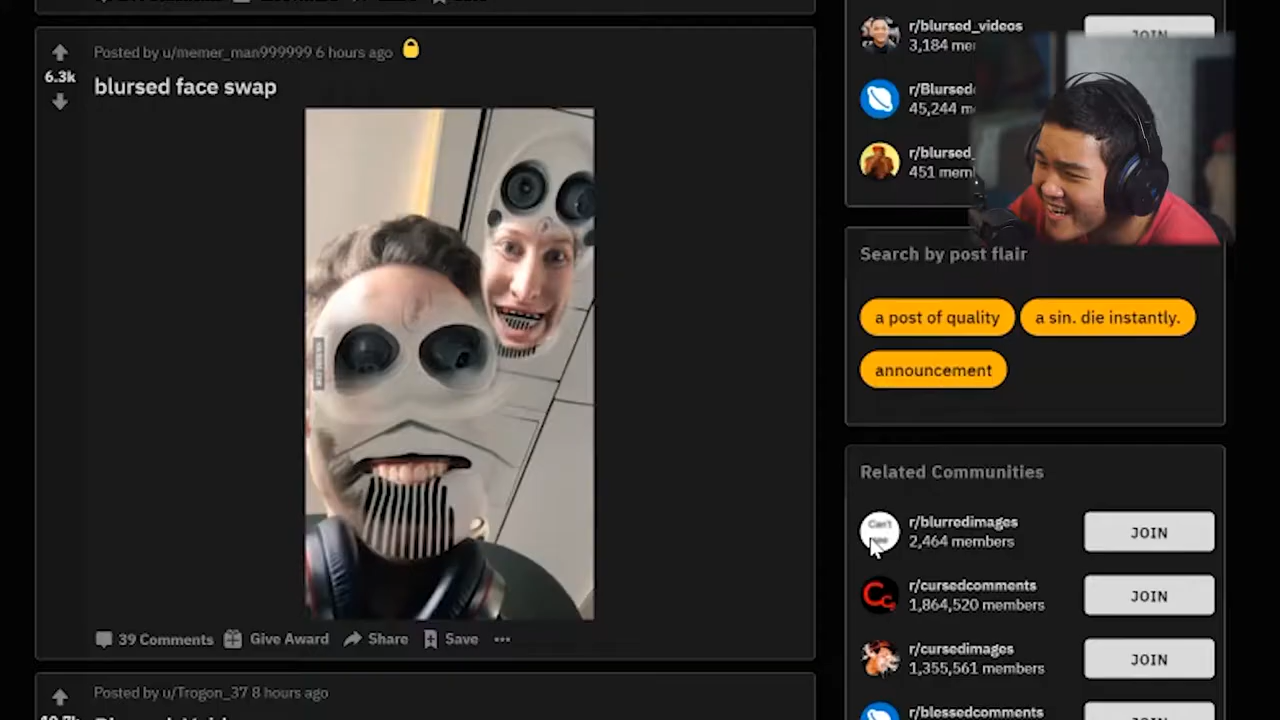 Posted by u/memer_man999999 6 hours ago
6.3k
blursed face swap
39 Comments
Give Award
Share
Save
Posted by u/Trogon_37 8 hours ago
r/blursed_videos
3,184
JOIN
45,244 m
451 mem
Search by post flair
a post of quality
a sin. die instantly.
announcement
Related Communities
Can't
r/blurredimages
2,464 members
JOIN
r/cursedcomments
1,864,520 members
JOIN
r/cursedimages
1,355,561 members
JOIN
r/blessedcomments